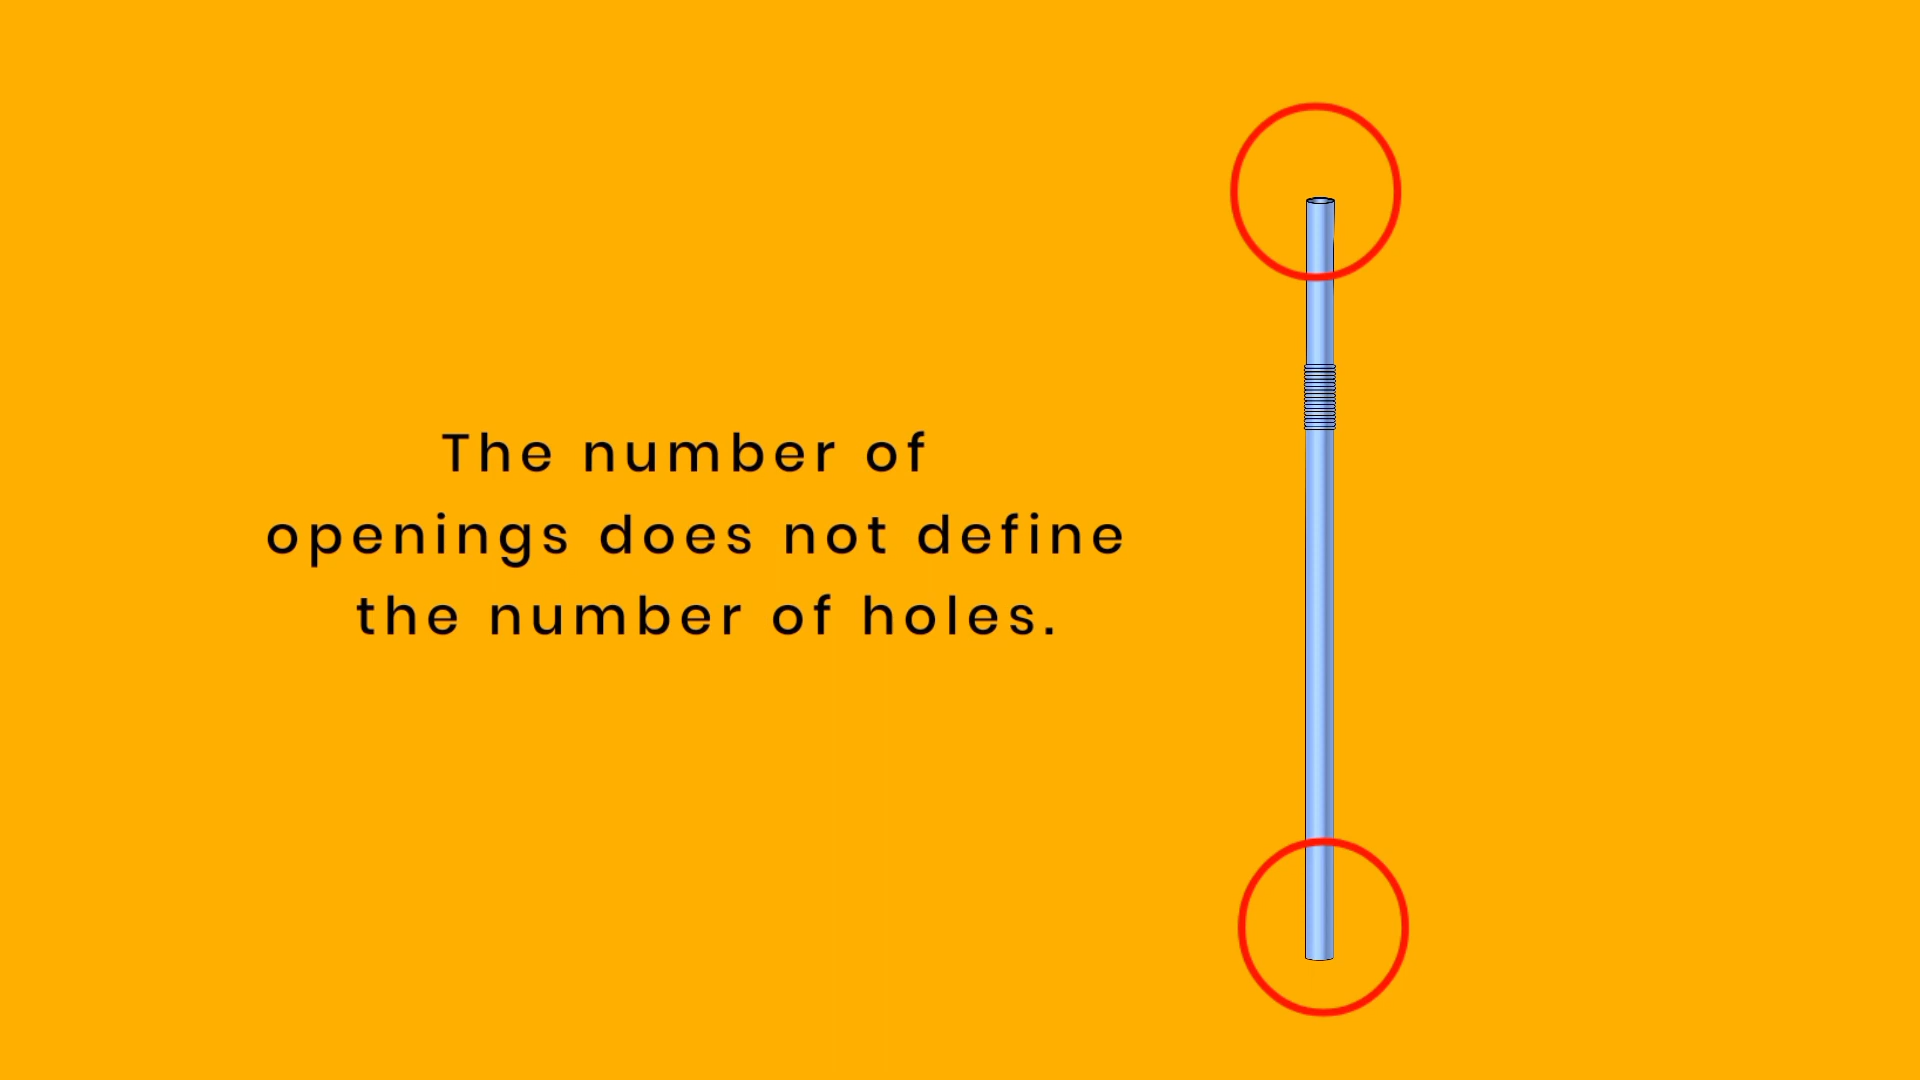 The number of
openings does not define
the number of holes.